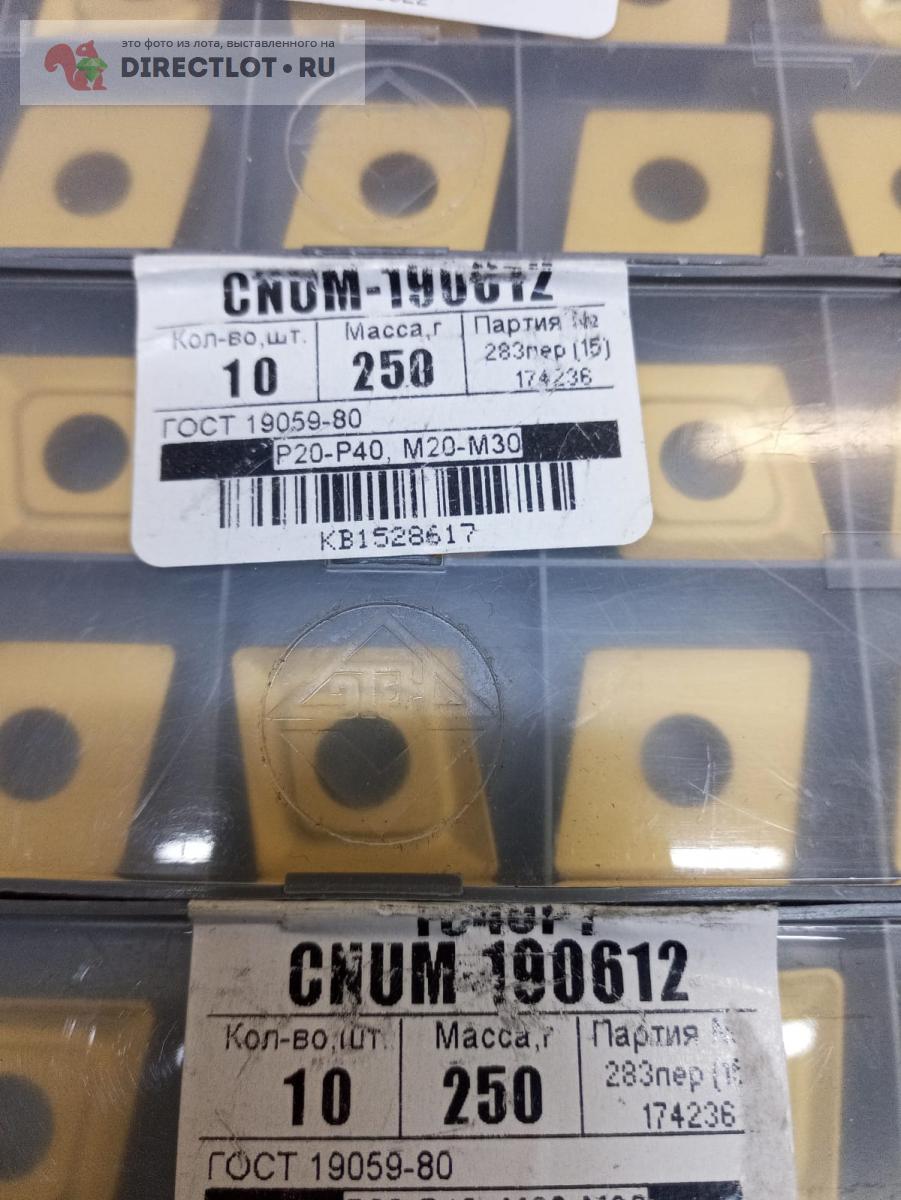 это фото из лота, выставленного на
DIRECTLOT.RU
CNUM-190612
Кол-во,шт. Масса,г Партия №
10 250 283пер (15)
174236
ГОСТ 19059-80
P20-P40, M20-M30
KB1528617
CNUM-190612
Кол-во,шт. Масса,г Партия
10 250 283пер
174236
ГОСТ 19059-80